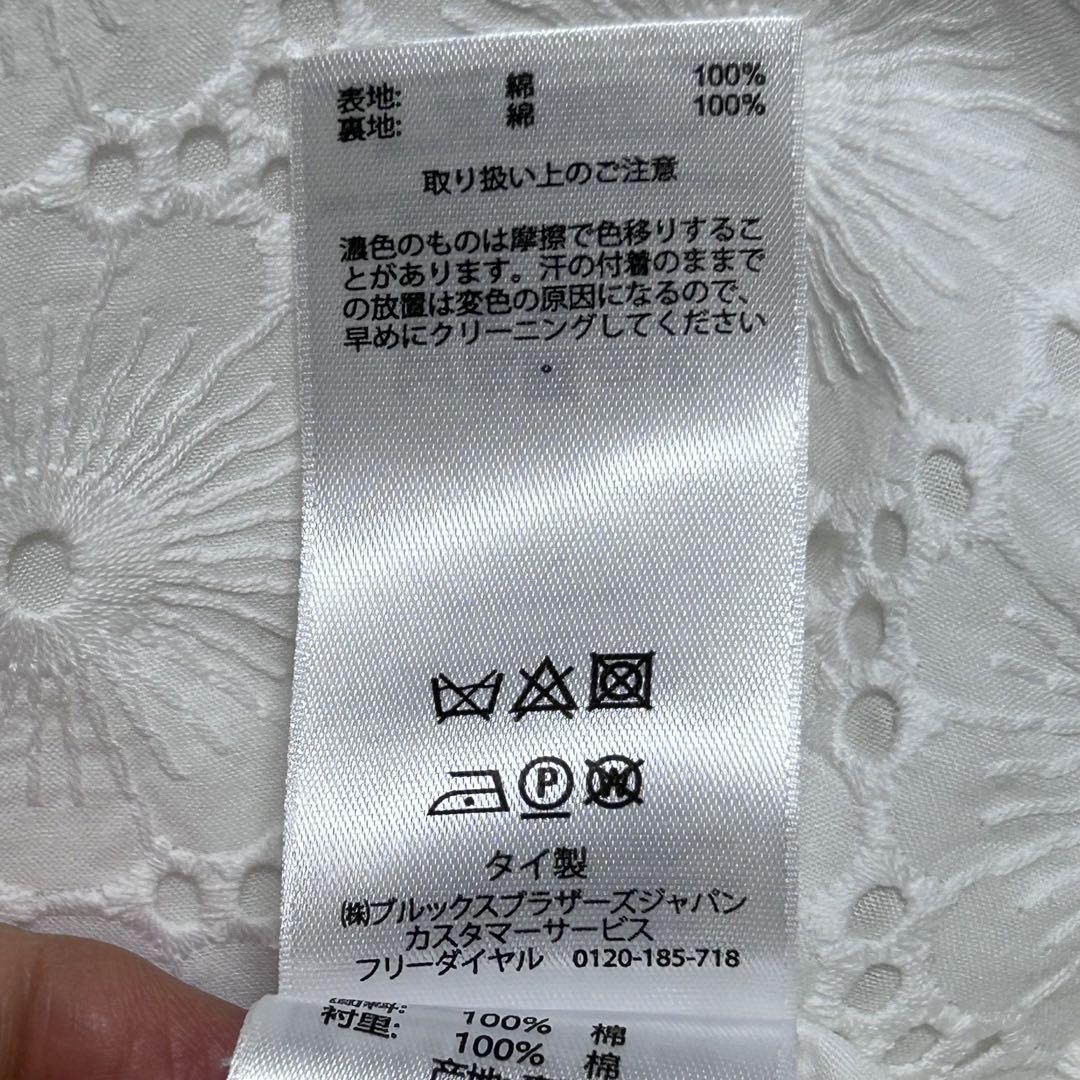 表地: 綿 100%
裏地: 綿 100%
取り扱い上のご注意
濃色のものは摩擦で色移りするこ
とがあります。汗の付着のままで
の放置は変色の原因になるので、
早めにクリーニングしてください
。
P
W
タイ製
㈱ブルックスブラザーズジャパン
カスタマーサービス
フリーダイヤル 0120-185-718
100% 棉
衬里: 100% 棉
产地: